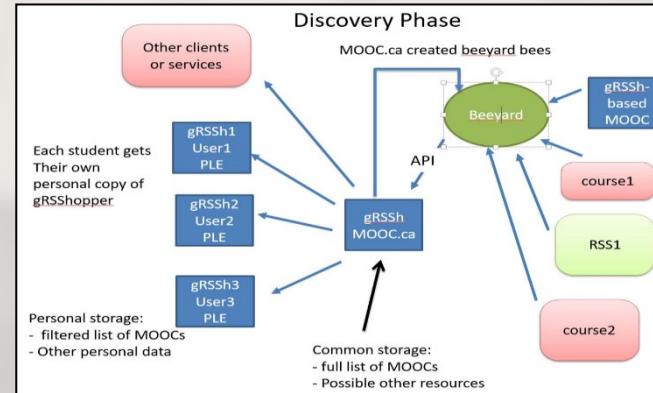 Discovery Phase
Other clients
or services
MOOC.ca created beeyard bees
Beeyard
gRSSh-
based
MOOC
Each student gets
Their own
personal copy of
gRSShopper
gRSSh1
User1
PLE
API
course1
gRSSh2
User2
PLE
gRSSh
MOOC.ca
RSS1
gRSSh3
User3
PLE
course2
Personal storage:
- filtered list of MOOCs
- Other personal data
Common storage:
- full list of MOOCs
- Possible other resources